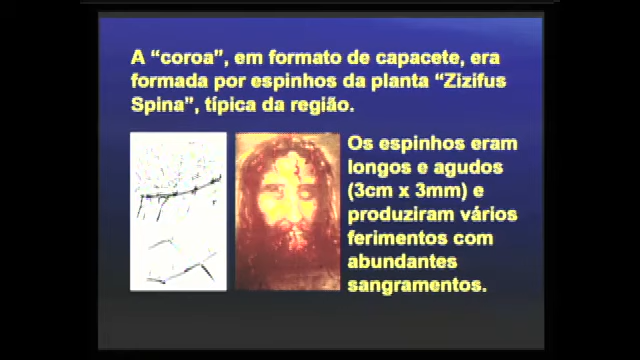 A “coroa”, em formato de capacete, era
formada por espinhos da planta “Zizifus
Spina”, típica da região.
Os espinhos eram
longos e agudos
(3cm x 3mm) e
produziram vários
ferimentos com
abundantes
sangramentos.